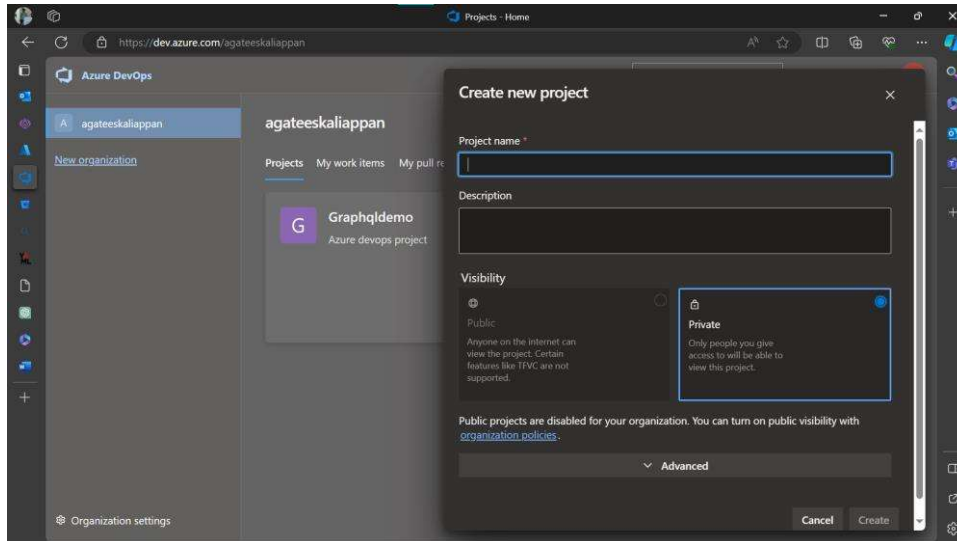 Projects - Home
https://dev.azure.com/agateeskaliappan
Azure DevOps
A agateeskaliappan
New organization
agateeskaliappan
Projects My work items My pull re
G
Graphqldemo
Azure devops project
Organization settings
Create new project
Project name *
Description
Visibility
Public
Anyone on the internet can
view the project. Certain
features like TFVC are not
supported.
Private
Only people you give
access to will be able to
view this project.
Public projects are disabled for your organization. You can turn on public visibility with
organization policies.
Advanced
Cancel Create